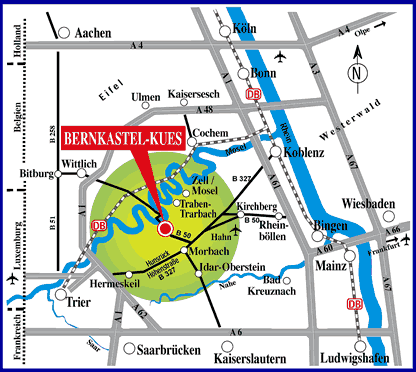 Holland
Aachen
Köln
Olpe
A 4
A 4
A 3
A 1
Bonn
N
Belgien
Eifel
Ulmen
Kaisersesch
A 48
DB
Rhein
Westerwald
B 258
BERNKASTEL-KUES
Cochem
Mosel
Koblenz
A 67
Bitburg
Wittlich
Zell /
Mosel
B 327
A 61
Traben-
Trarbach
Kirchberg
Wiesbaden
B 51
DB
B 50
Hahn
B 50
Rhein-
böllen
Bingen
A 60
A 66
Frankfurt
Luxemburg
Morbach
Mainz
Hunsrück
Höhenstraße
B 327
Idar-Oberstein
Hermeskeil
Nahe
Bad
Kreuznach
A 67
Trier
A 1
A 62
DB
Frankreich
Saar
Saarbrücken
A 6
Kaiserslautern
Ludwigshafen